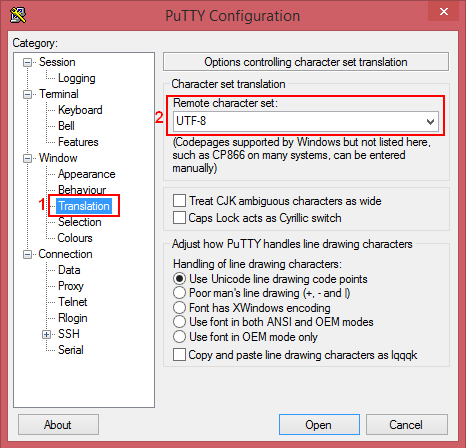 PuTTY Configuration
Category:
Session
Logging
Terminal
Keyboard
Bell
Features
Window
Appearance
Behaviour
1 Translation
Selection
Colours
Connection
Data
Proxy
Telnet
Rlogin
SSH
Serial
Options controlling character set translation
Character set translation
Remote character set:
2 UTF-8
(Codepages supported by Windows but not listed here,
such as CP866 on many systems, can be entered
manually)
Treat CJK ambiguous characters as wide
Caps Lock acts as Cyrillic switch
Adjust how PuTTY handles line drawing characters
Handling of line drawing characters:
Use Unicode line drawing code points
Poor man's line drawing (+, - and |)
Font has XWindows encoding
Use font in both ANSI and OEM modes
Use font in OEM mode only
Copy and paste line drawing characters as lqqqk
About
Open
Cancel